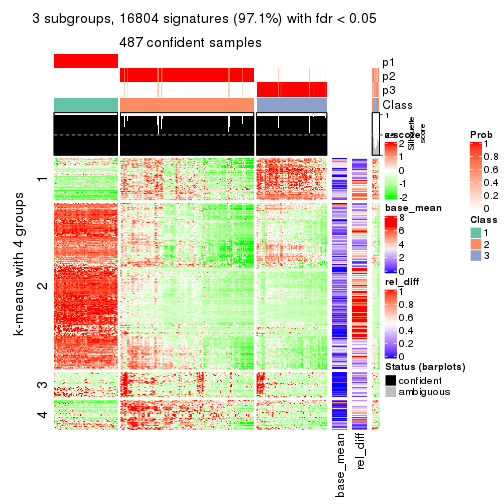 3 subgroups, 16804 signatures (97.1%) with fdr < 0.05
487 confident samples
p1
p2
p3
Class
1
Silhouette
score
k-means with 4 groups
1
2
3
4
base_mean
rel_diff
z-score
2
1
0
-1
-2
base_mean
8
6
4
2
0
rel_diff
1
0.8
0.6
0.4
0.2
0
Status (barplots)
confident
ambiguous
Prob
1
0.8
0.6
0.4
0.2
0
Class
1
2
3